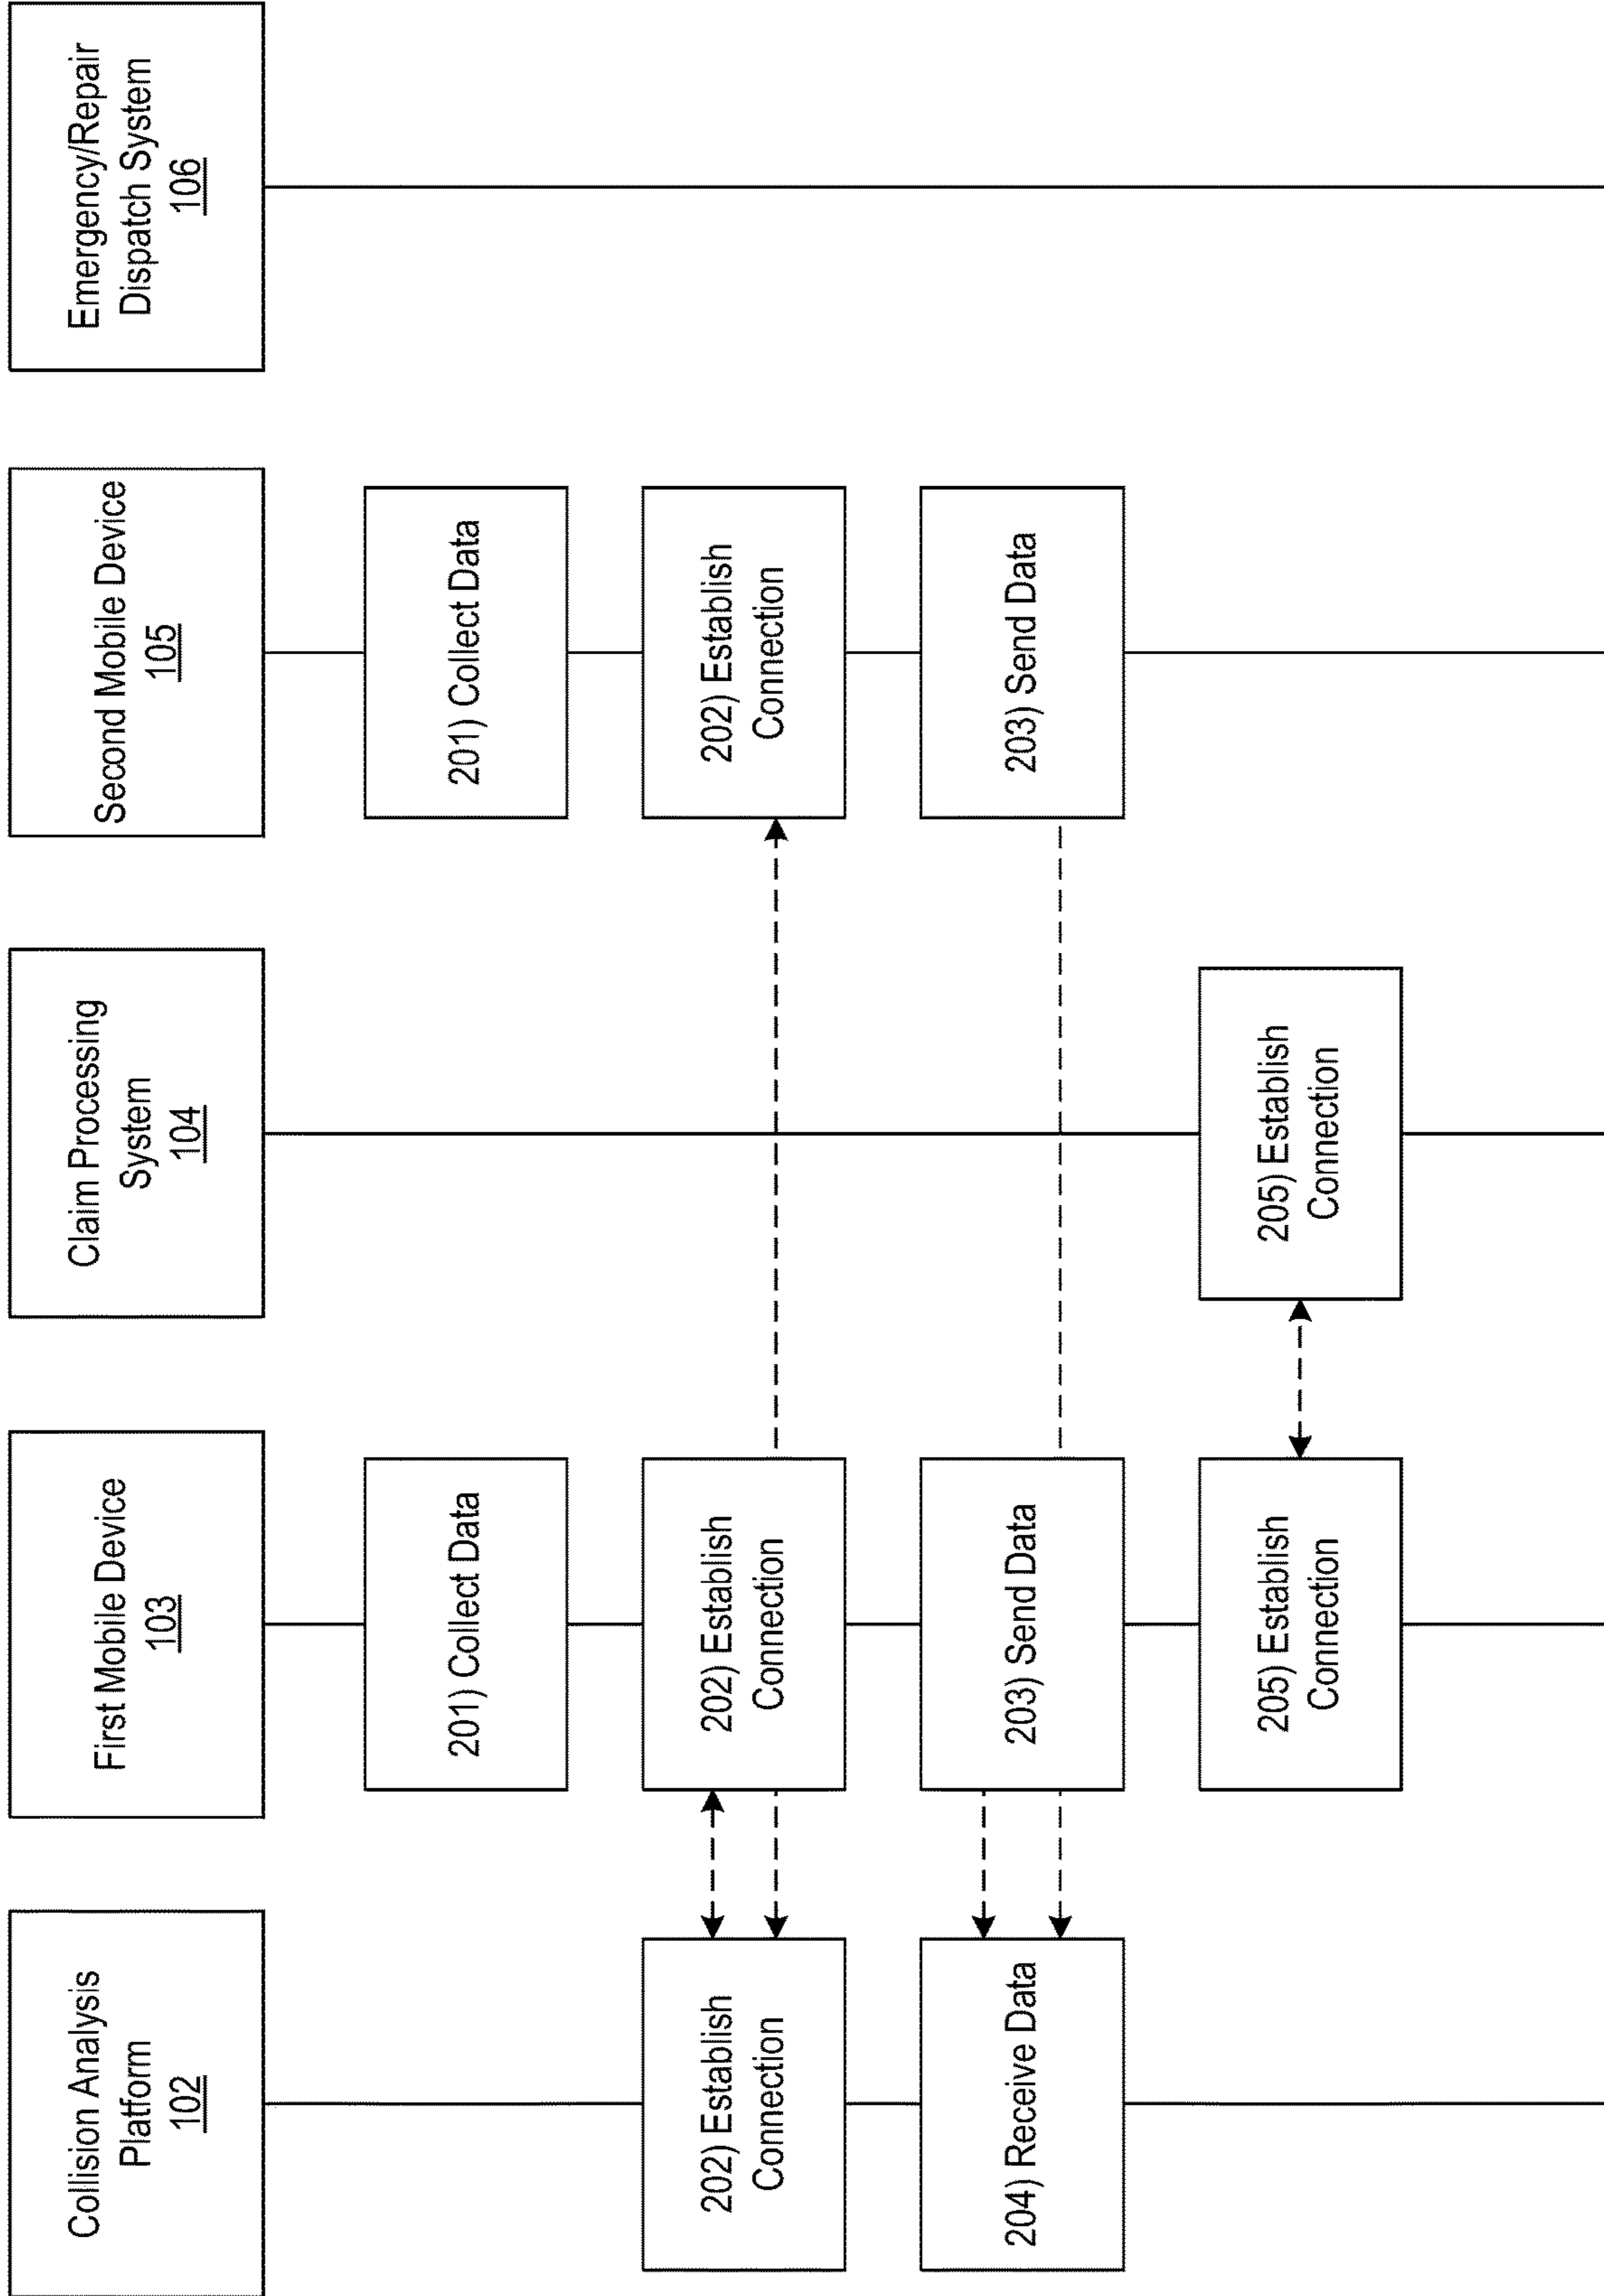 Collision Analysis
Platform
102
First Mobile Device
103
Claim Processing
System
104
Second Mobile Device
105
Emergency/Repair
Dispatch System
106
201) Collect Data
201) Collect Data
202) Establish
Connection
202) Establish
Connection
202) Establish
Connection
204) Receive Data
203) Send Data
203) Send Data
205) Establish
Connection
205) Establish
Connection